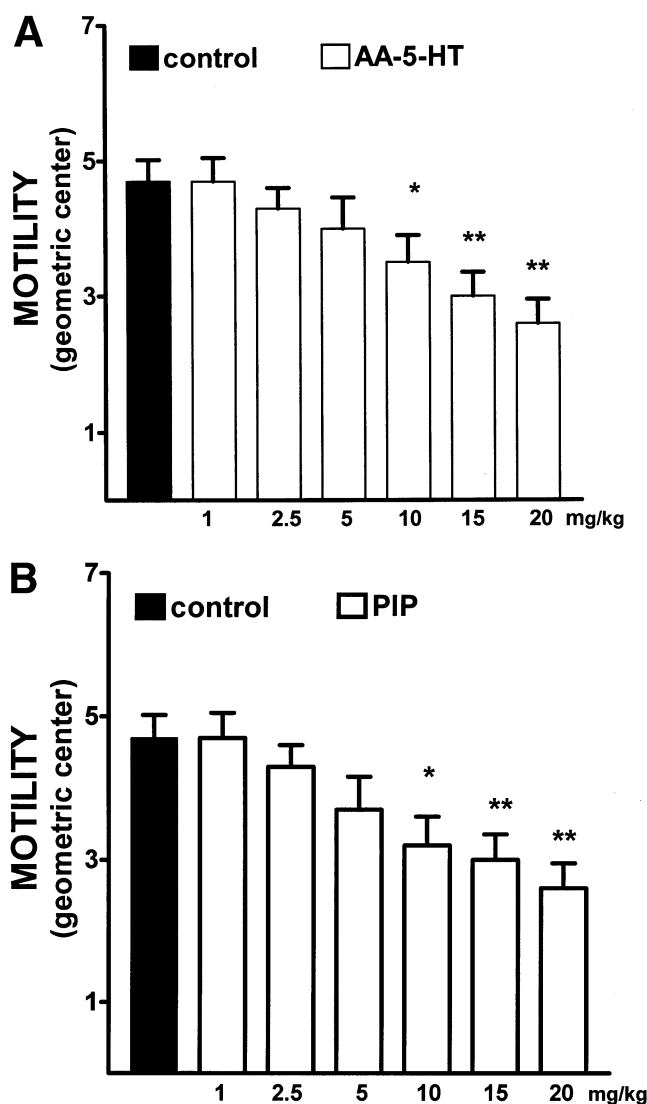 A
7
control AA-5-HT
5
3
1
MOTILITY
(geometric center)
*
**
**
1 2.5 5 10 15 20 mg/kg
B
7
control PIP
5
3
1
MOTILITY
(geometric center)
*
**
**
1 2.5 5 10 15 20 mg/kg